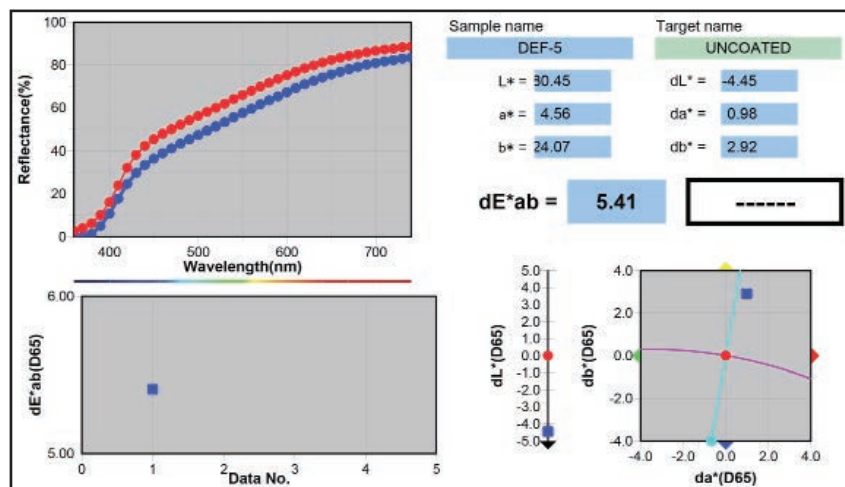 Reflectance(%)
100
80
60
40
20
0
400 500 600 700
Wavelength(nm)
Sample name Target name
DEF-5 UNCOATED
L* = 80.45 dL* = -4.45
a* = 4.56 da* = 0.98
b* = 24.07 db* = 2.92
dE*ab = 5.41 ------
dE*ab(D65)
6.00
5.00
0 1 2 3 4 5
Data No.
dL*(D65)
5.0
4.0
3.0
2.0
1.0
0.0
-1.0
-2.0
-3.0
-4.0
-5.0
db*(D65)
4.0
2.0
0.0
-2.0
-4.0
-4.0 -2.0 0.0 2.0 4.0
da*(D65)